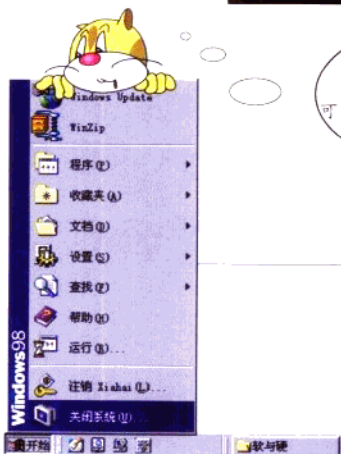 可
Windows Update
WinZip
程序(P)
收藏夹(A)
文档(D)
设置(S)
查找(F)
帮助(H)
运行(R)...
注销 Xiahai(L)...
关闭系统(U)...
Windows98
开始
软与硬